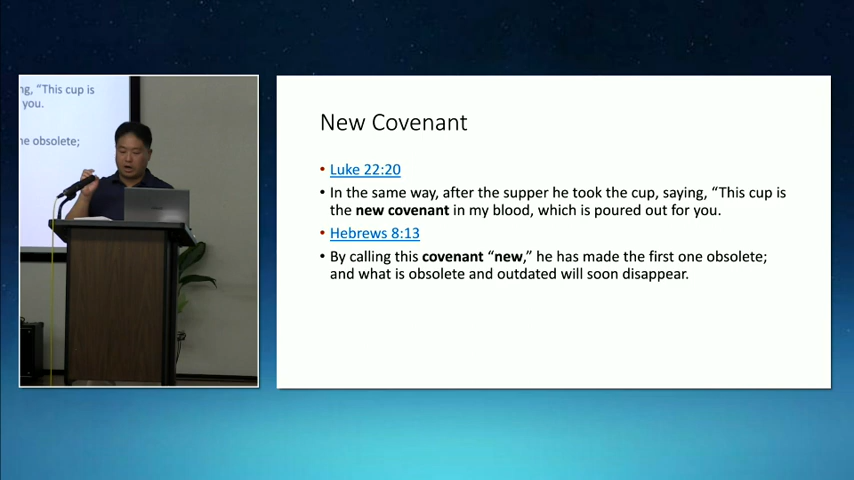 ng, “This cup is
you.
ne obsolete;
New Covenant
• Luke 22:20
• In the same way, after the supper he took the cup, saying, “This cup is
the new covenant in my blood, which is poured out for you.
• Hebrews 8:13
• By calling this covenant “new,” he has made the first one obsolete;
and what is obsolete and outdated will soon disappear.